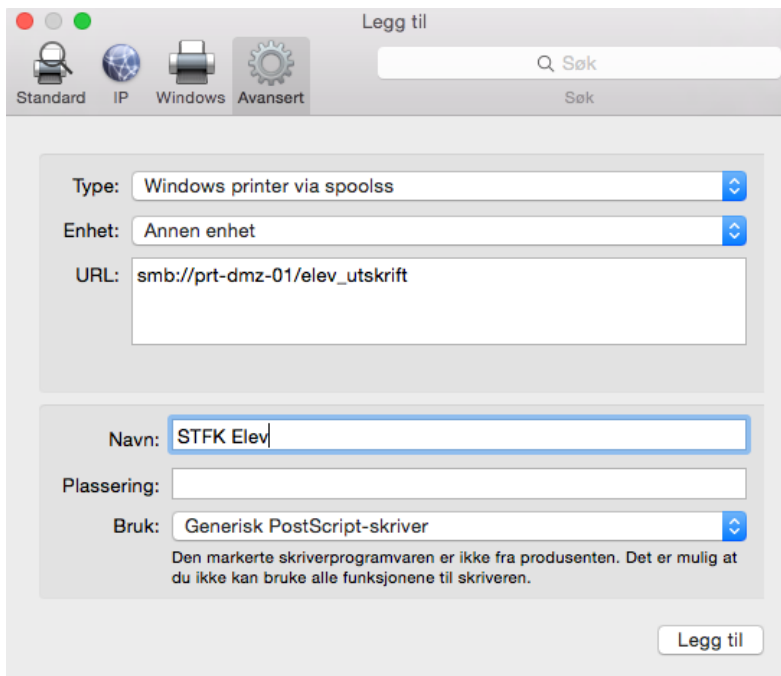 Legg til
Søk
Standard IP Windows Avansert Søk
Type: Windows printer via spoolss
Enhet: Annen enhet
URL: smb://prt-dmz-01/elev_utskrift
Navn: STFK Elev
Plassering:
Bruk: Generisk PostScript-skriver
Den markerte skriverprogramvaren er ikke fra produsenten. Det er mulig at
du ikke kan bruke alle funksjonene til skriveren.
Legg til